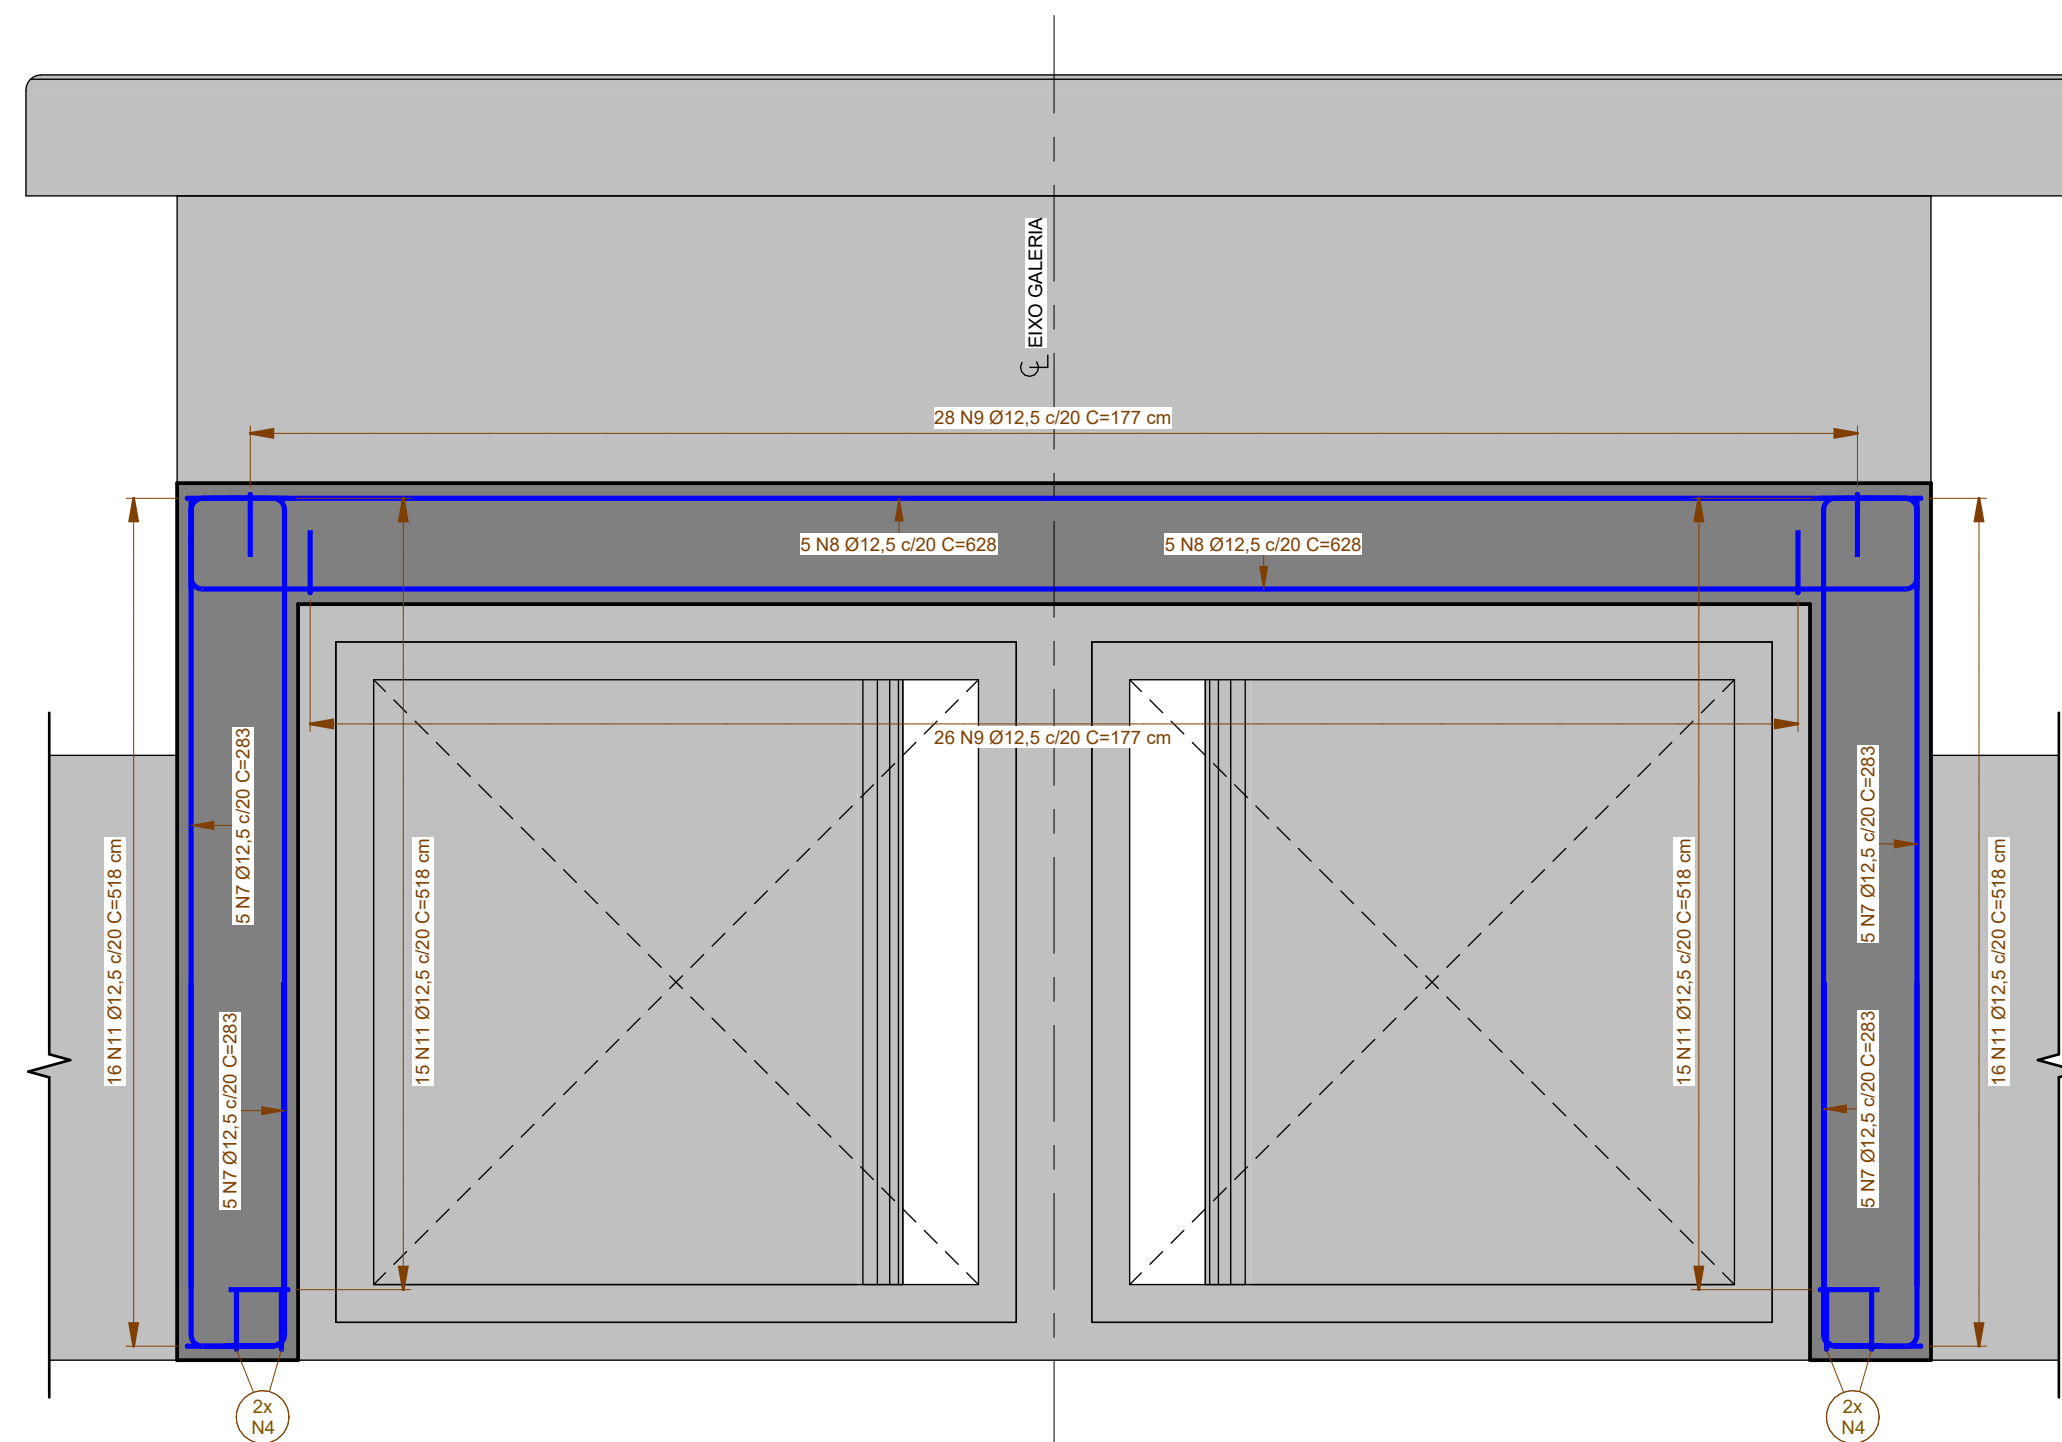 EIXO GALERIA
28 N9 Ø12,5 c/20 C=177 cm
5 N8 Ø12,5 c/20 C=628
5 N8 Ø12,5 c/20 C=628
26 N9 Ø12,5 c/20 C=177 cm
16 N11 Ø12,5 c/20 C=518 cm
5 N7 Ø12,5 c/20 C=283
5 N7 Ø12,5 c/20 C=283
15 N11 Ø12,5 c/20 C=518 cm
15 N11 Ø12,5 c/20 C=518 cm
5 N7 Ø12,5 c/20 C=283
5 N7 Ø12,5 c/20 C=283
16 N11 Ø12,5 c/20 C=518 cm
2x
N4
2x
N4